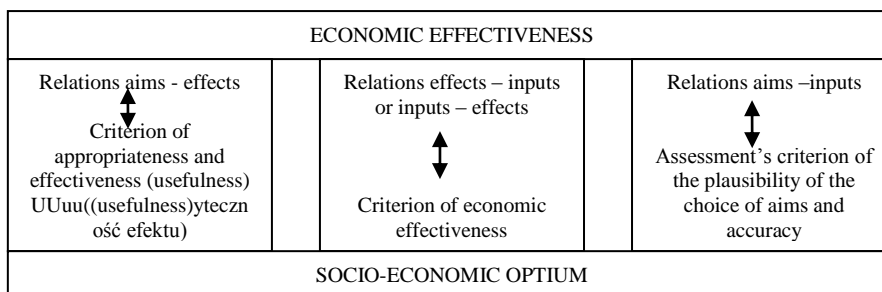 ECONOMIC EFFECTIVENESS
Relations aims - effects
Criterion of
appropriateness and
effectiveness (usefulness)
UUuu((usefulness)yteczn
ość efektu)
Relations effects – inputs
or inputs – effects
Criterion of economic
effectiveness
Relations aims –inputs
Assessment's criterion of
the plausibility of the
choice of aims and
accuracy
SOCIO-ECONOMIC OPTIUM